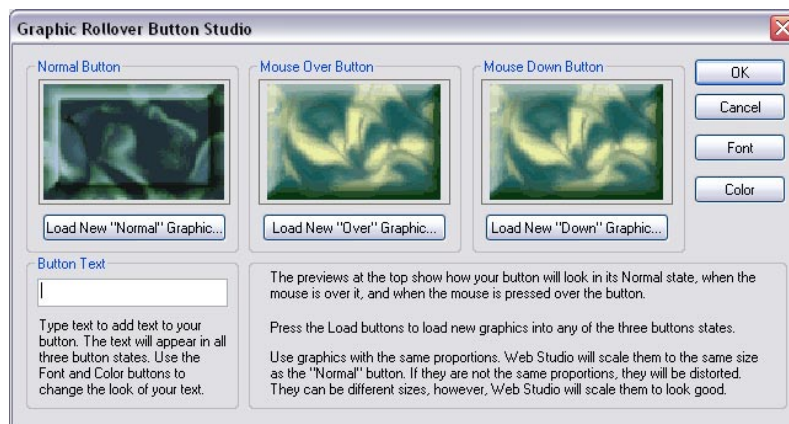 Graphic Rollover Button Studio
Normal Button
Mouse Over Button
Mouse Down Button
OK
Cancel
Font
Color
Load New "Normal" Graphic...
Load New "Over" Graphic...
Load New "Down" Graphic...
Button Text
Type text to add text to your
button. The text will appear in all
three button states. Use the
Font and Color buttons to
change the look of your text.
The previews at the top show how your button will look in its Normal state, when the
mouse is over it, and when the mouse is pressed over the button.
Press the Load buttons to load new graphics into any of the three buttons states.
Use graphics with the same proportions. Web Studio will scale them to the same size
as the "Normal" button. If they are not the same proportions, they will be distorted.
They can be different sizes, however, Web Studio will scale them to look good.